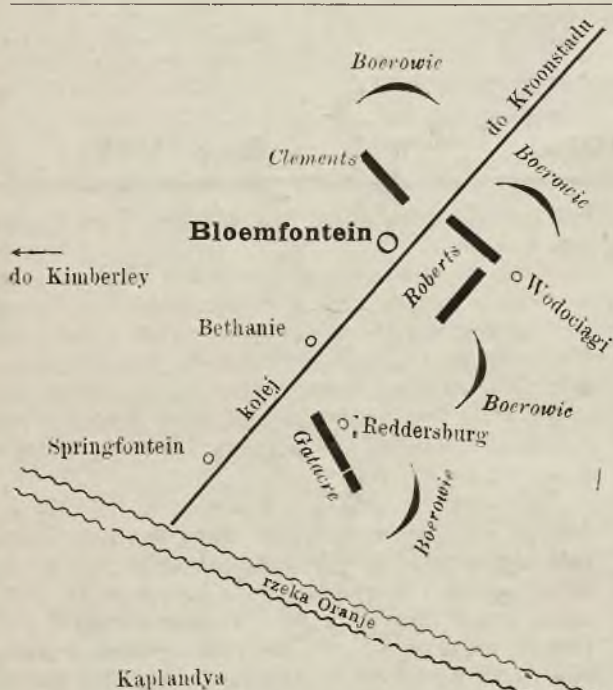 Boerowie
do Kroonstadu
Clements
Boerowie
Bloemfontein
Roberts
do Kimberley
Wodociągi
Bethanie
kolej
Boerowie
Reddersburg
Springfontein
Gatacre
Boerowie
rzeka Oranje
Kaplandya